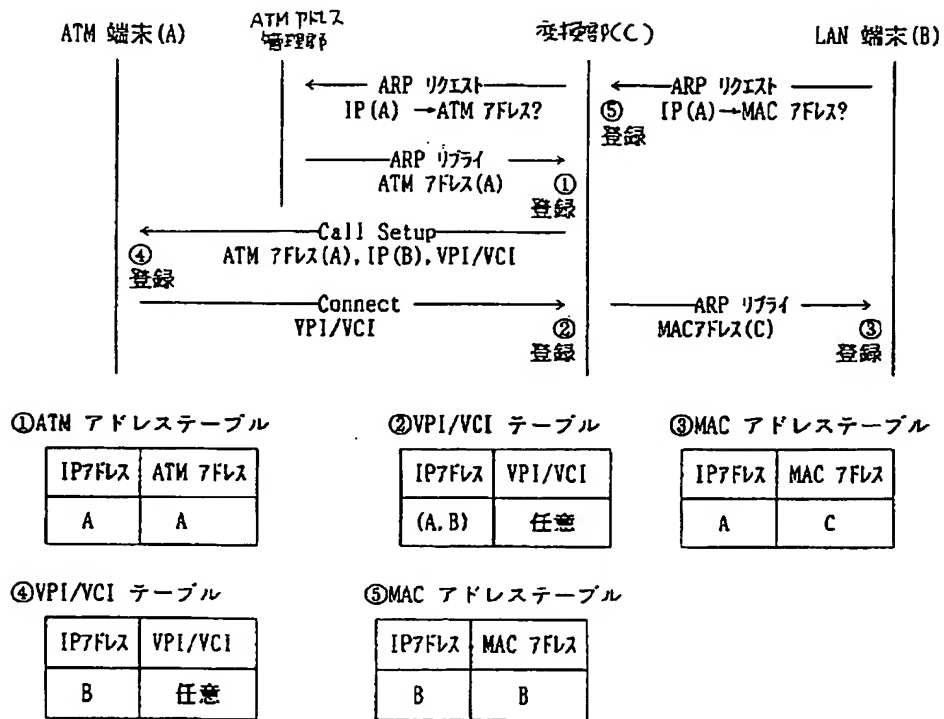 ATM 端末(A)
ATM アドレス
管理部
変換部(C)
LAN 端末(B)
ARP リクエスト
IP(A) →ATM アドレス?
ARP リクエスト
IP(A)→MAC アドレス?
⑤
登録
ARP リプライ
ATM アドレス(A)
①
登録
Call Setup
ATM アドレス(A), IP(B), VPI/VCI
④
登録
Connect
VPI/VCI
②
登録
ARP リプライ
MACアドレス(C)
③
登録
①ATM アドレステーブル
IPアドレス ATM アドレス
A A
②VPI/VCI テーブル
IPアドレス VPI/VCI
(A,B) 任意
③MAC アドレステーブル
IPアドレス MAC アドレス
A C
④VPI/VCI テーブル
IPアドレス VPI/VCI
B 任意
⑤MAC アドレステーブル
IPアドレス MAC アドレス
B B